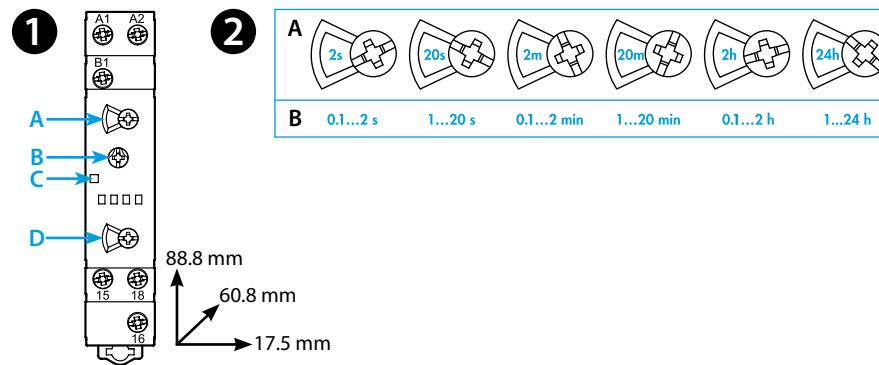 1
A1 A2
B1
A
B
C
D
15 18
16
88.8 mm
60.8 mm
17.5 mm
2
A 2s 20s 2m 20m 2h 24h
B 0.1...2 s 1...20 s 0.1...2 min 1...20 min 0.1...2 h 1...24 h